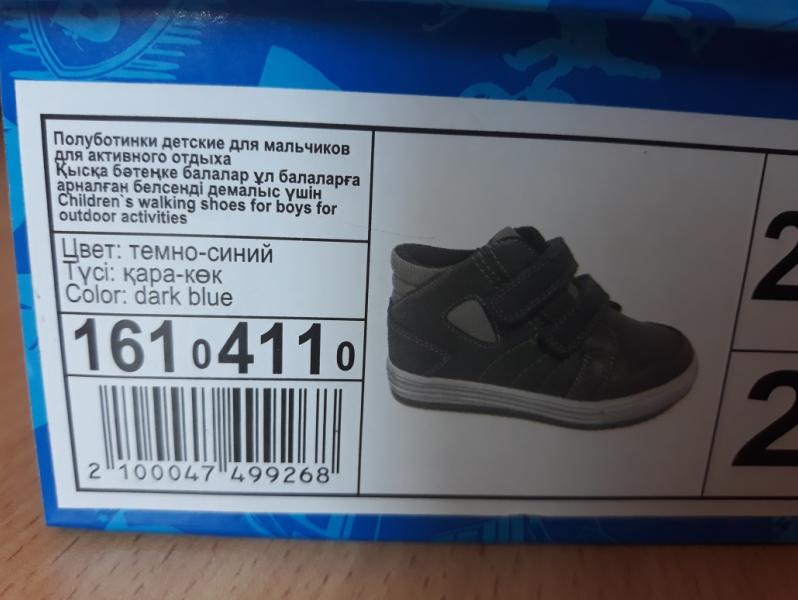 Полуботинки детские для мальчиков
для активного отдыха
Қысқа бәтеңке балалар ұл балаларға
арналған белсенді демалыс үшін
Children`s walking shoes for boys for
outdoor activities
Цвет: темно-синий
Түсі: қара-көк
Color: dark blue
161 0 411 0
2 100047 499268
2
2